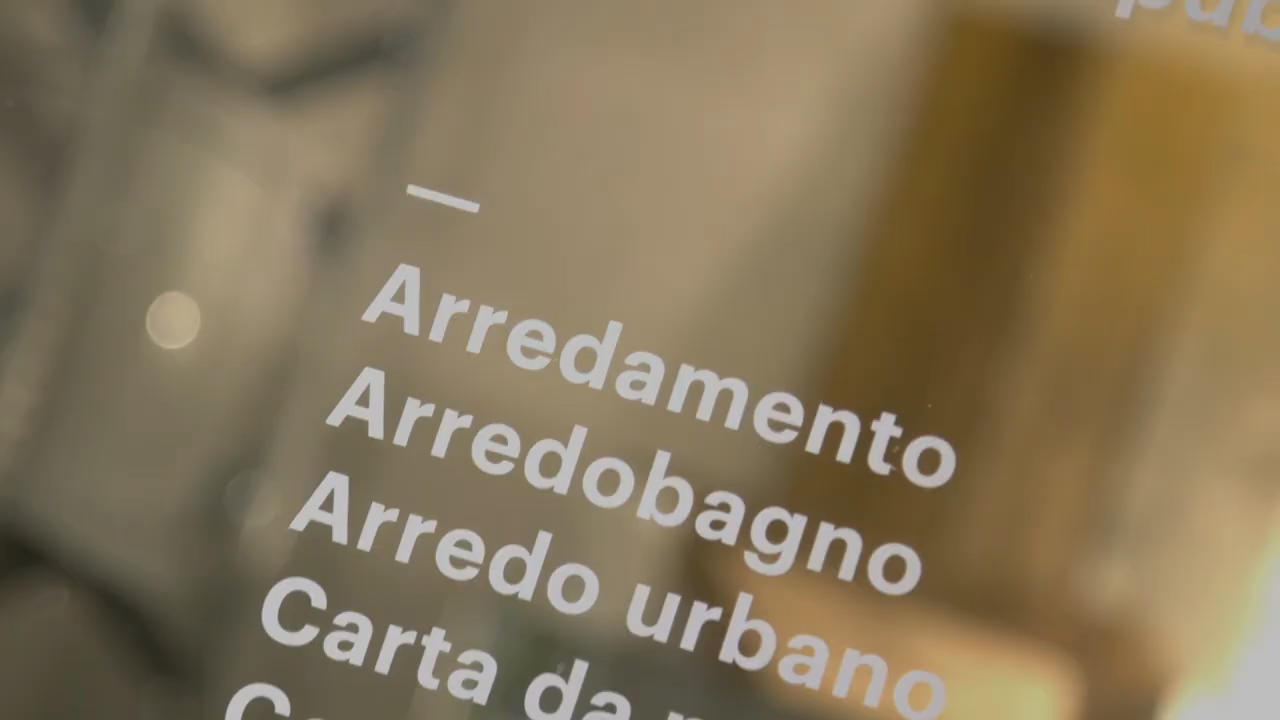 —
Arredamento
Arredobagno
Arredo urbano
Carta da